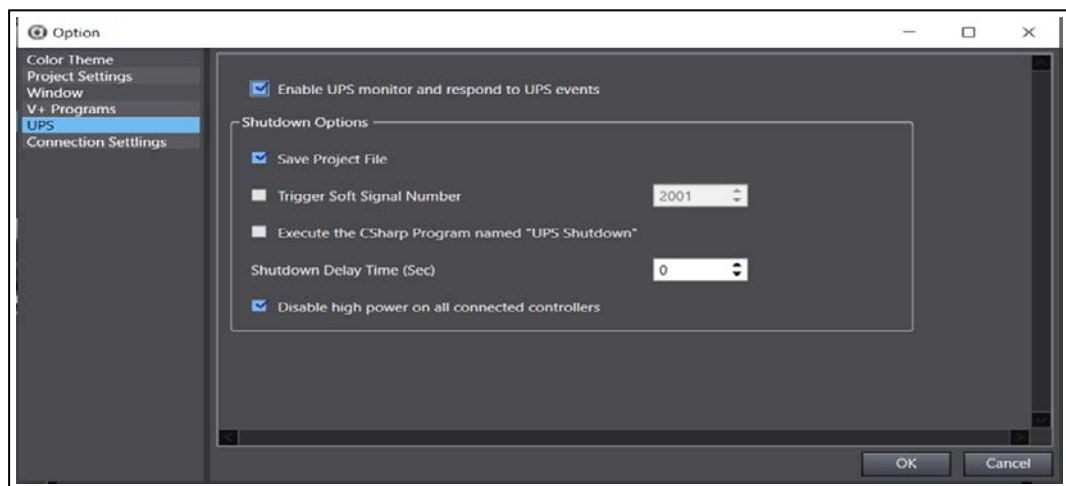 Option
Color Theme
Project Settings
Window
V+ Programs
UPS
Connection Settlings
Enable UPS monitor and respond to UPS events
Shutdown Options
Save Project File
Trigger Soft Signal Number 2001
Execute the CSharp Program named "UPS Shutdown"
Shutdown Delay Time (Sec) 0
Disable high power on all connected controllers
OK Cancel